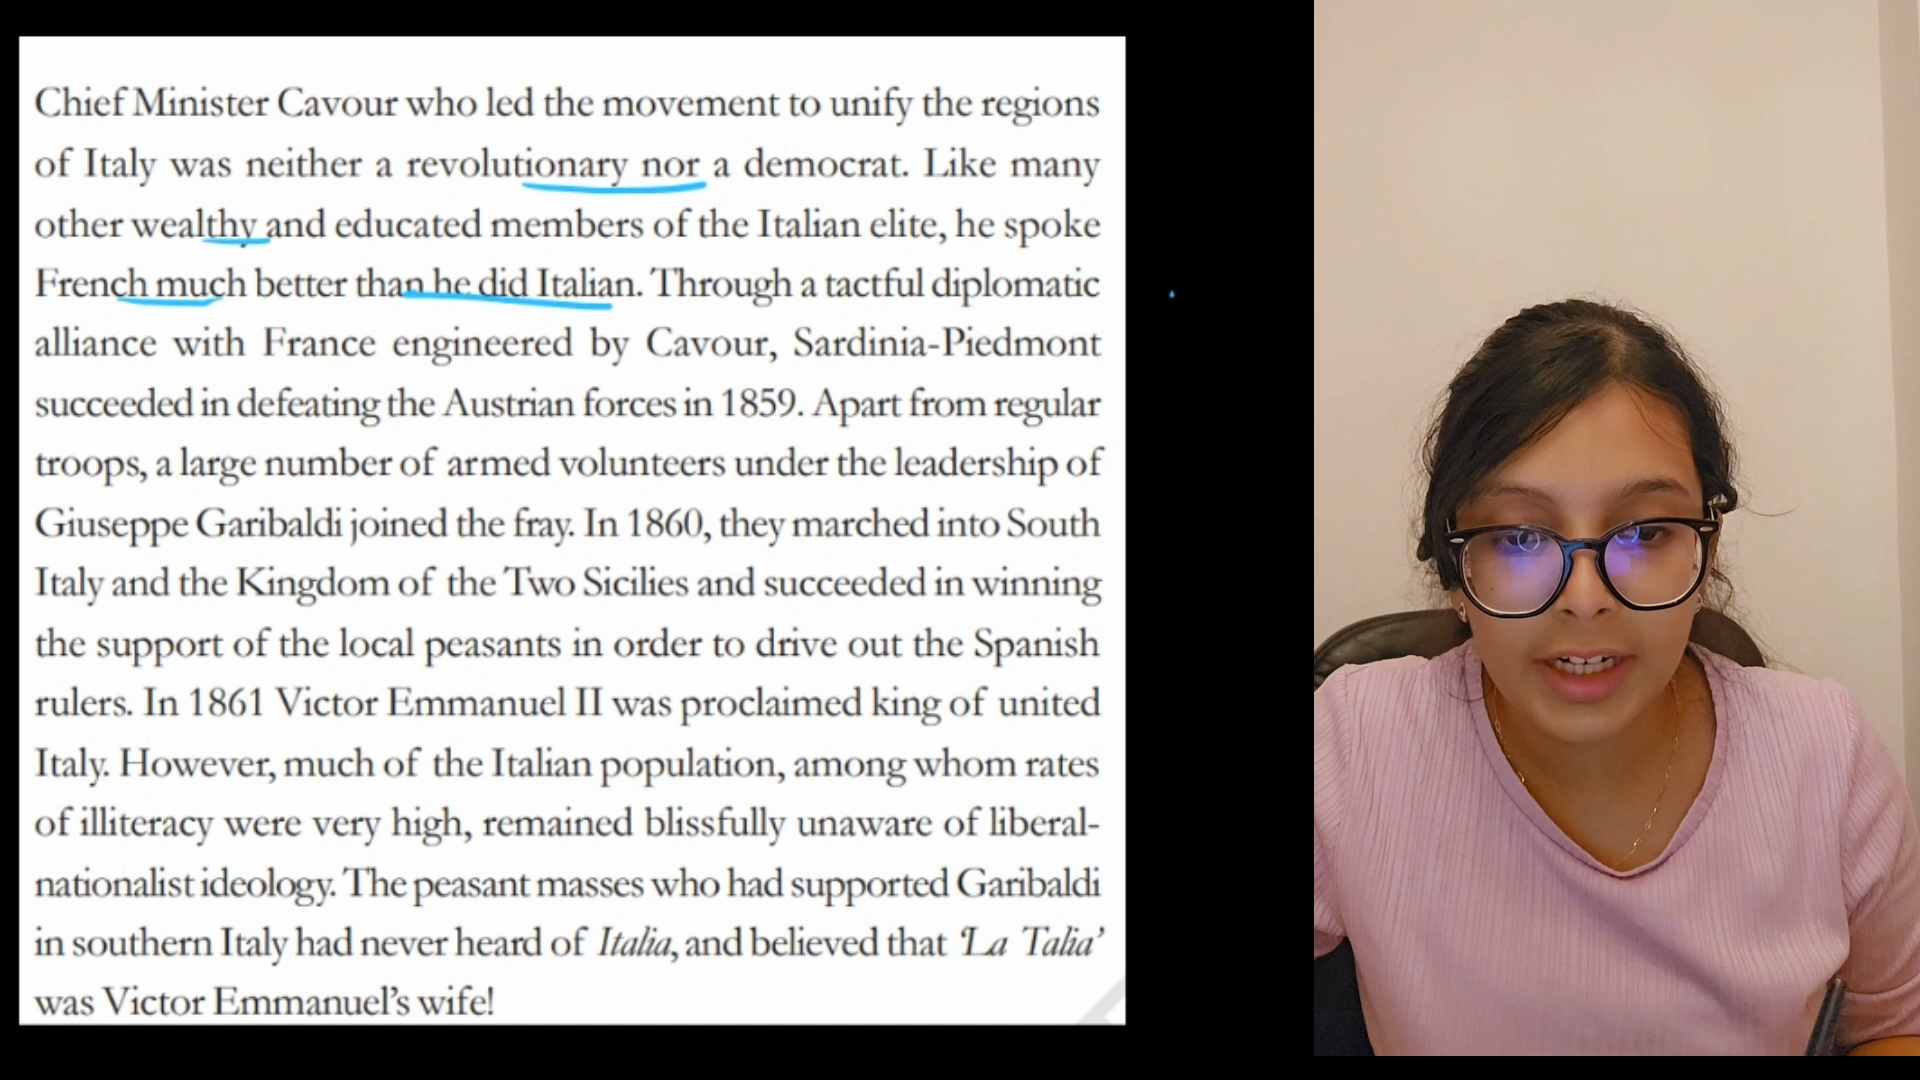 Chief Minister Cavour who led the movement to unify the regions
of Italy was neither a revolutionary nor a democrat. Like many
other wealthy and educated members of the Italian elite, he spoke
French much better than he did Italian. Through a tactful diplomatic
alliance with France engineered by Cavour, Sardinia-Piedmont
succeeded in defeating the Austrian forces in 1859. Apart from regular
troops, a large number of armed volunteers under the leadership of
Giuseppe Garibaldi joined the fray. In 1860, they marched into South
Italy and the Kingdom of the Two Sicilies and succeeded in winning
the support of the local peasants in order to drive out the Spanish
rulers. In 1861 Victor Emmanuel II was proclaimed king of united
Italy. However, much of the Italian population, among whom rates
of illiteracy were very high, remained blissfully unaware of liberal-
nationalist ideology. The peasant masses who had supported Garibaldi
in southern Italy had never heard of Italia, and believed that ‘La Talia’
was Victor Emmanuel’s wife!